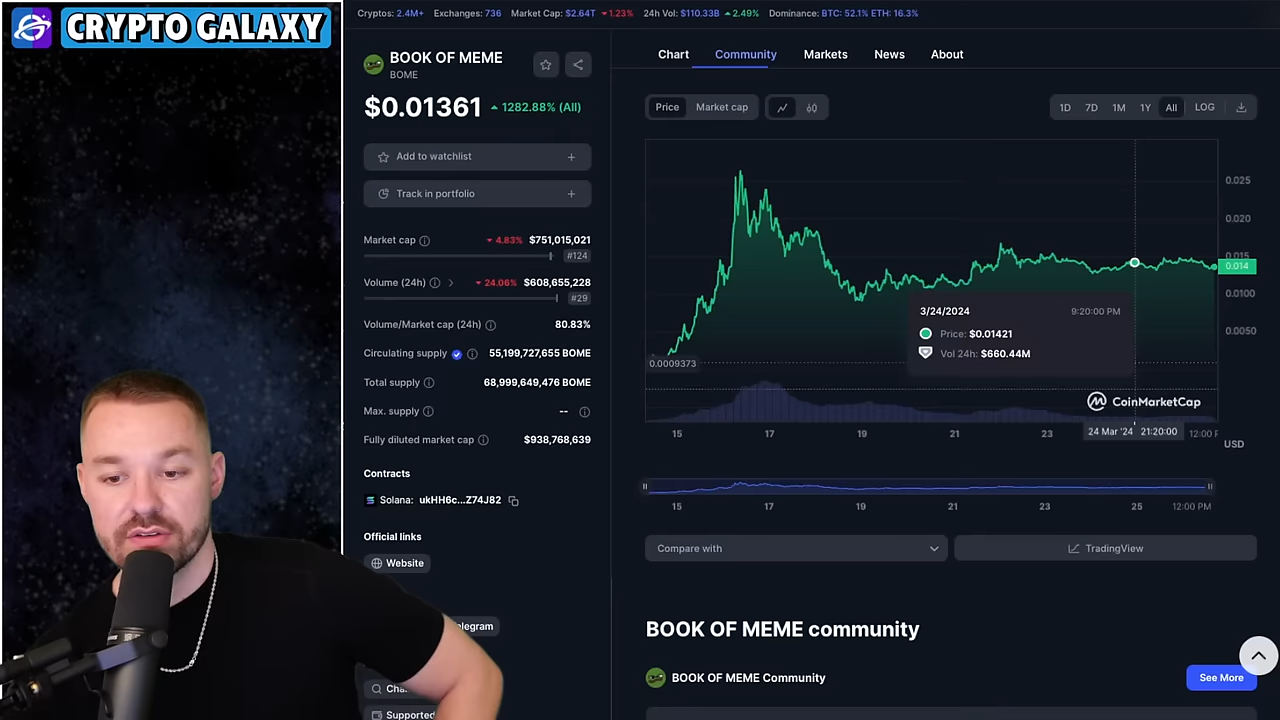 CRYPTO GALAXY
Cryptos: 2.4M+ Exchanges: 736 Market Cap: $2.64T 1.23% 24h Vol: $110.33B 2.49% Dominance: BTC: 52.1% ETH: 16.3%
BOOK OF MEME
BOME
$0.01361 1282.88% (All)
Add to watchlist
Track in portfolio
Market cap 4.83% $751,015,021
#124
Volume (24h) 24.06% $608,655,228
#29
Volume/Market cap (24h) 80.83%
Circulating supply 55,199,727,655 BOME
Total supply 68,999,649,476 BOME
Max. supply --
Fully diluted market cap $938,768,639
Contracts
Solana: ukHH6c...Z74J82
Official links
Website
elegram
Cha
Supported
Chart Community Markets News About
Price Market cap
1D 7D 1M 1Y All LOG
0.025
0.020
0.015
0.014
0.0100
0.0050
0.0009373
3/24/2024 9:20:00 PM
Price: $0.01421
Vol 24h: $660.44M
CoinMarketCap
15 17 19 21 23 24 Mar '24 21:20:00 12:00 P
USD
15 17 19 21 23 25 12:00 PM
Compare with
TradingView
BOOK OF MEME community
BOOK OF MEME Community
See More